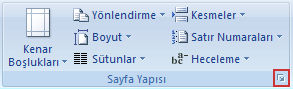 Kenar Boşlukları
Yönlendirme
Boyut
Sütunlar
Kesmeler
Satır Numaraları
Heceleme
Sayfa Yapısı